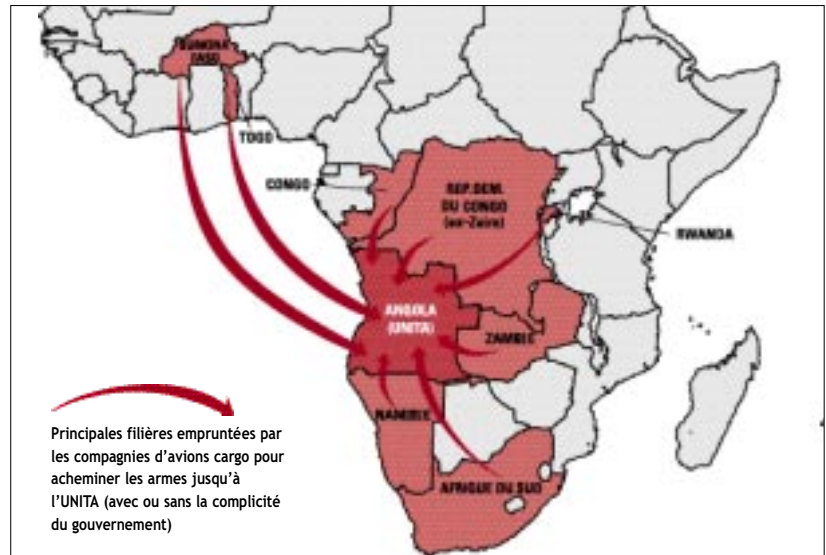 BURKINA
FASO
TOGO
CONGO
REP.DEM.
DU CONGO
(ex-Zaïre)
RWANDA
ANGOLA
(UNITA)
ZAMBIE
NAMIBIE
AFRIQUE DU SUD
Principales filières empruntées par
les compagnies d'avions cargo pour
acheminer les armes jusqu'à
l'UNITA (avec ou sans la complicité
du gouvernement)